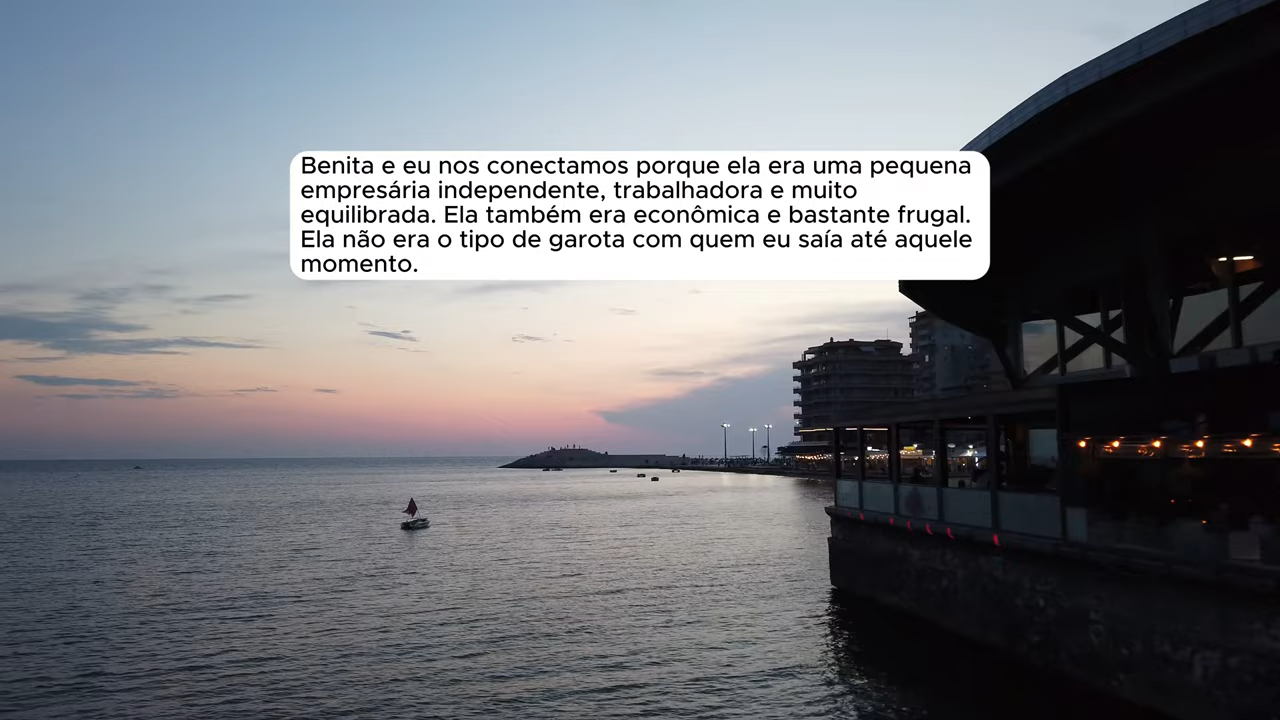 Benita e eu nos conectamos porque ela era uma pequena
empresária independente, trabalhadora e muito
equilibrada. Ela também era econômica e bastante frugal.
Ela não era o tipo de garota com quem eu saía até aquele
momento.